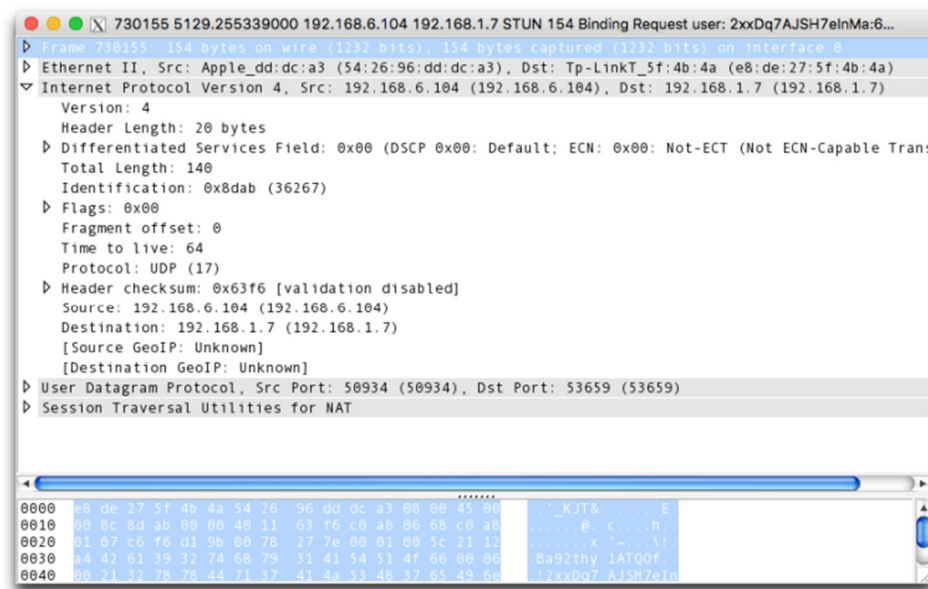 730155 5129.255339000 192.168.6.104 192.168.1.7 STUN 154 Binding Request user: 2xxDq7AJSH7eInMa:6...
Frame 730155: 154 bytes on wire (1232 bits), 154 bytes captured (1232 bits) on interface 0
Ethernet II, Src: Apple_dd:dc:a3 (54:26:96:dd:dc:a3), Dst: Tp-LinkT_5f:4b:4a (e8:de:27:5f:4b:4a)
Internet Protocol Version 4, Src: 192.168.6.104 (192.168.6.104), Dst: 192.168.1.7 (192.168.1.7)
Version: 4
Header Length: 20 bytes
Differentiated Services Field: 0x00 (DSCP 0x00: Default; ECN: 0x00: Not-ECT (Not ECN-Capable Trans
Total Length: 140
Identification: 0x8dab (36267)
Flags: 0x00
Fragment offset: 0
Time to live: 64
Protocol: UDP (17)
Header checksum: 0x63f6 [validation disabled]
Source: 192.168.6.104 (192.168.6.104)
Destination: 192.168.1.7 (192.168.1.7)
[Source GeoIP: Unknown]
[Destination GeoIP: Unknown]
User Datagram Protocol, Src Port: 50934 (50934), Dst Port: 53659 (53659)
Session Traversal Utilities for NAT
0000 e8 de 27 5f 4b 4a 54 26 96 dd dc a3 08 00 45 00 ..'_KJT& ......E.
0010 00 8c 8d ab 00 00 40 11 63 f6 c0 a8 06 68 c0 a8 ......@. c....h..
0020 01 07 c6 f6 d1 9b 00 78 27 7e 00 01 00 5c 21 12 .......x '~...\!.
0030 a4 42 61 39 32 74 68 79 31 41 54 51 4f 66 00 06 .Ba92thy 1ATQOf..
0040 00 21 32 78 78 44 71 37 41 4a 53 48 37 65 49 6e .!2xxDq7 AJSH7eIn